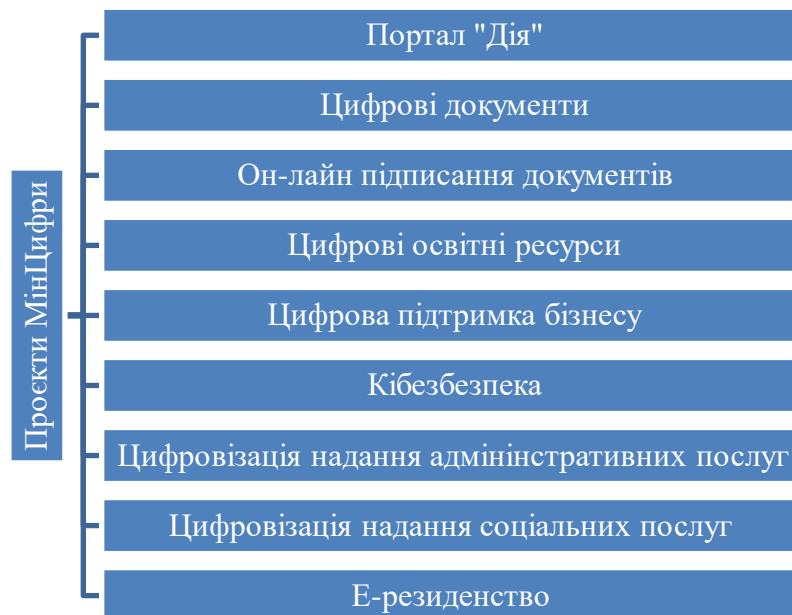 Проєкти МінЦифри
Портал "Дія"
Цифрові документи
Он-лайн підписання документів
Цифрові освітні ресурси
Цифрова підтримка бізнесу
Кібезбезпека
Цифровізація надання адмінінстративних послуг
Цифровізація надання соціальних послуг
Е-резиденство